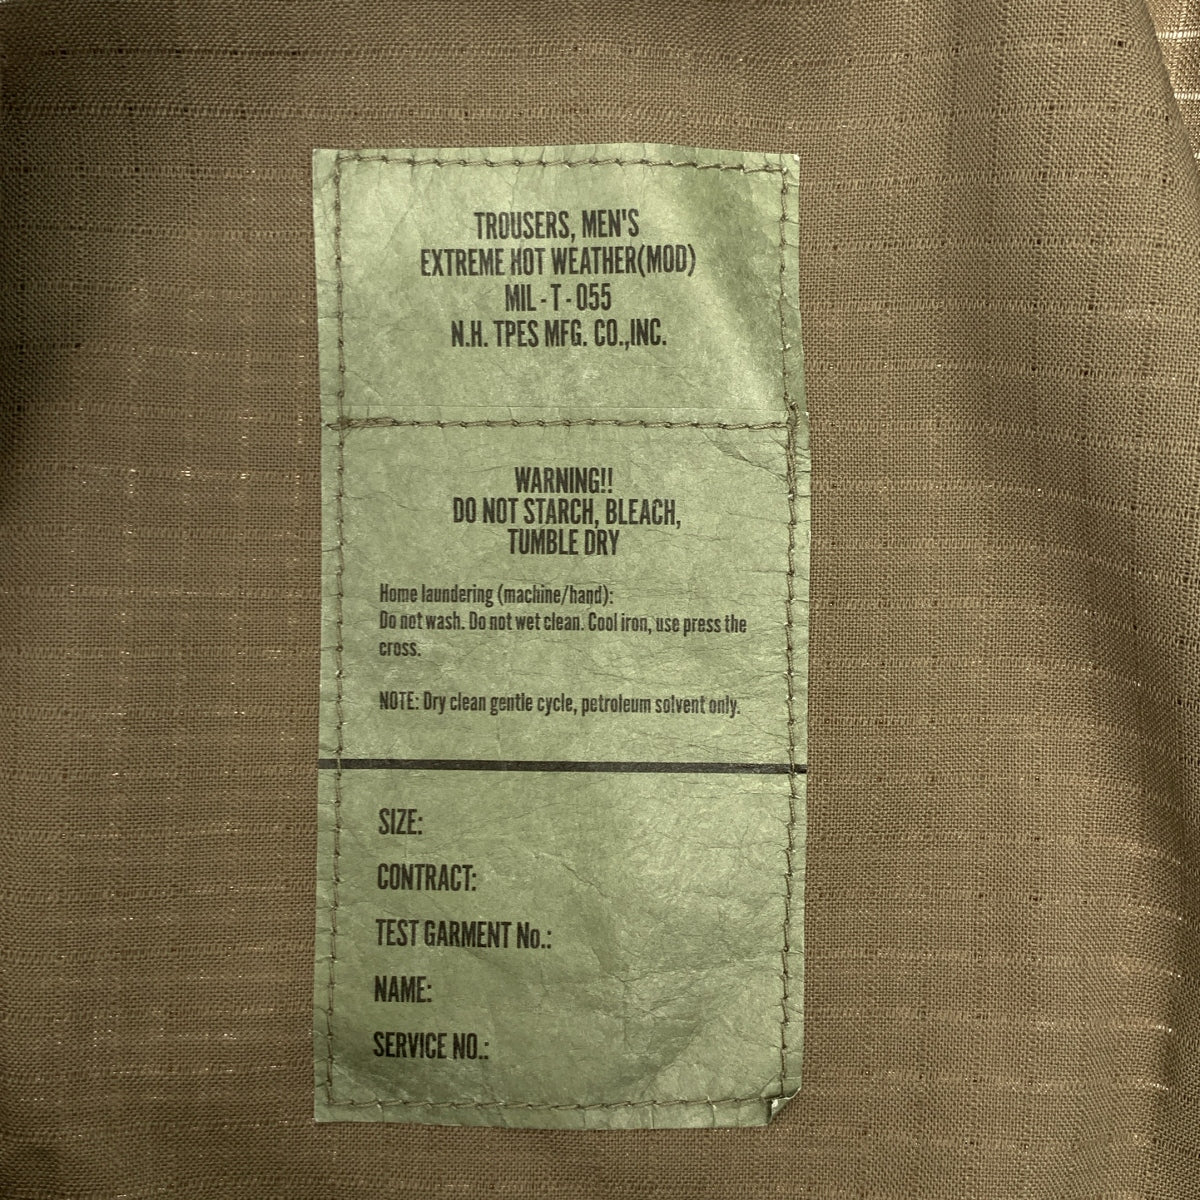 TROUSERS, MEN'S
EXTREME HOT WEATHER(MOD)
MIL - T - 055
N.H. TPES MFG. CO.,INC.
WARNING!!
DO NOT STARCH, BLEACH,
TUMBLE DRY
Home laundering (machine/hand):
Do not wash. Do not wet clean. Cool iron, use press the
cross.
NOTE: Dry clean gentle cycle, petroleum solvent only.
SIZE:
CONTRACT:
TEST GARMENT No.:
NAME:
SERVICE NO.: